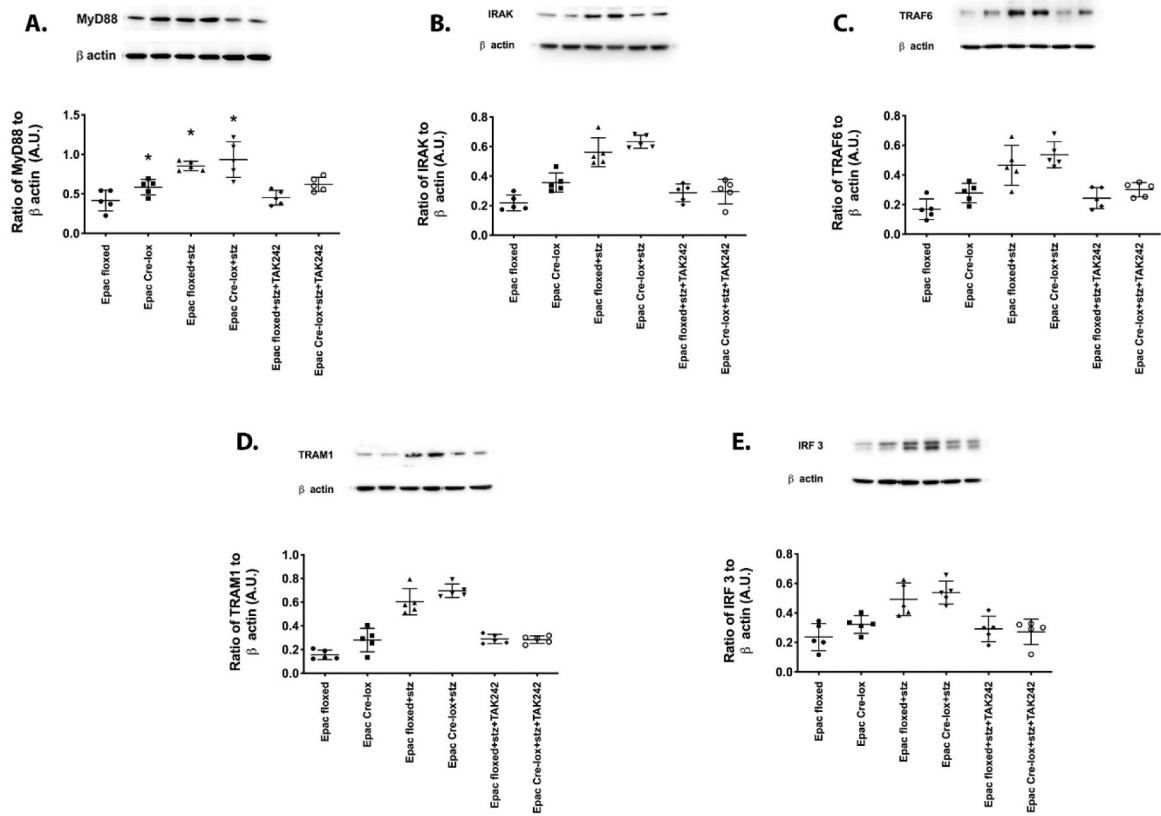 A.
MyD88
β actin
Ratio of MyD88 to
β actin (A.U.)
1.5
1.0
0.5
0.0
*
*
*
Epac floxed
Epac Cre-lox
Epac floxed+stz
Epac Cre-lox+stz
Epac floxed+stz+TAK242
Epac Cre-lox+stz+TAK242
B.
IRAK
β actin
Ratio of IRAK to
β actin (A.U.)
0.8
0.6
0.4
0.2
0.0
Epac floxed
Epac Cre-lox
Epac floxed+stz
Epac Cre-lox+stz
Epac floxed+stz+TAK242
Epac Cre-lox+stz+TAK242
C.
TRAF6
β actin
Ratio of TRAF6 to
β actin (A.U.)
0.8
0.6
0.4
0.2
0.0
Epac floxed
Epac Cre-lox
Epac floxed+stz
Epac Cre-lox+stz
Epac floxed+stz+TAK242
Epac Cre-lox+stz+TAK242
D.
TRAM1
β actin
Ratio of TRAM1 to
β actin (A.U.)
1.0
0.8
0.6
0.4
0.2
0.0
Epac floxed
Epac Cre-lox
Epac floxed+stz
Epac Cre-lox+stz
Epac floxed+stz+TAK242
Epac Cre-lox+stz+TAK242
E.
IRF 3
β actin
Ratio of IRF 3 to
β actin (A.U.)
0.8
0.6
0.4
0.2
0.0
Epac floxed
Epac Cre-lox
Epac floxed+stz
Epac Cre-lox+stz
Epac floxed+stz+TAK242
Epac Cre-lox+stz+TAK242